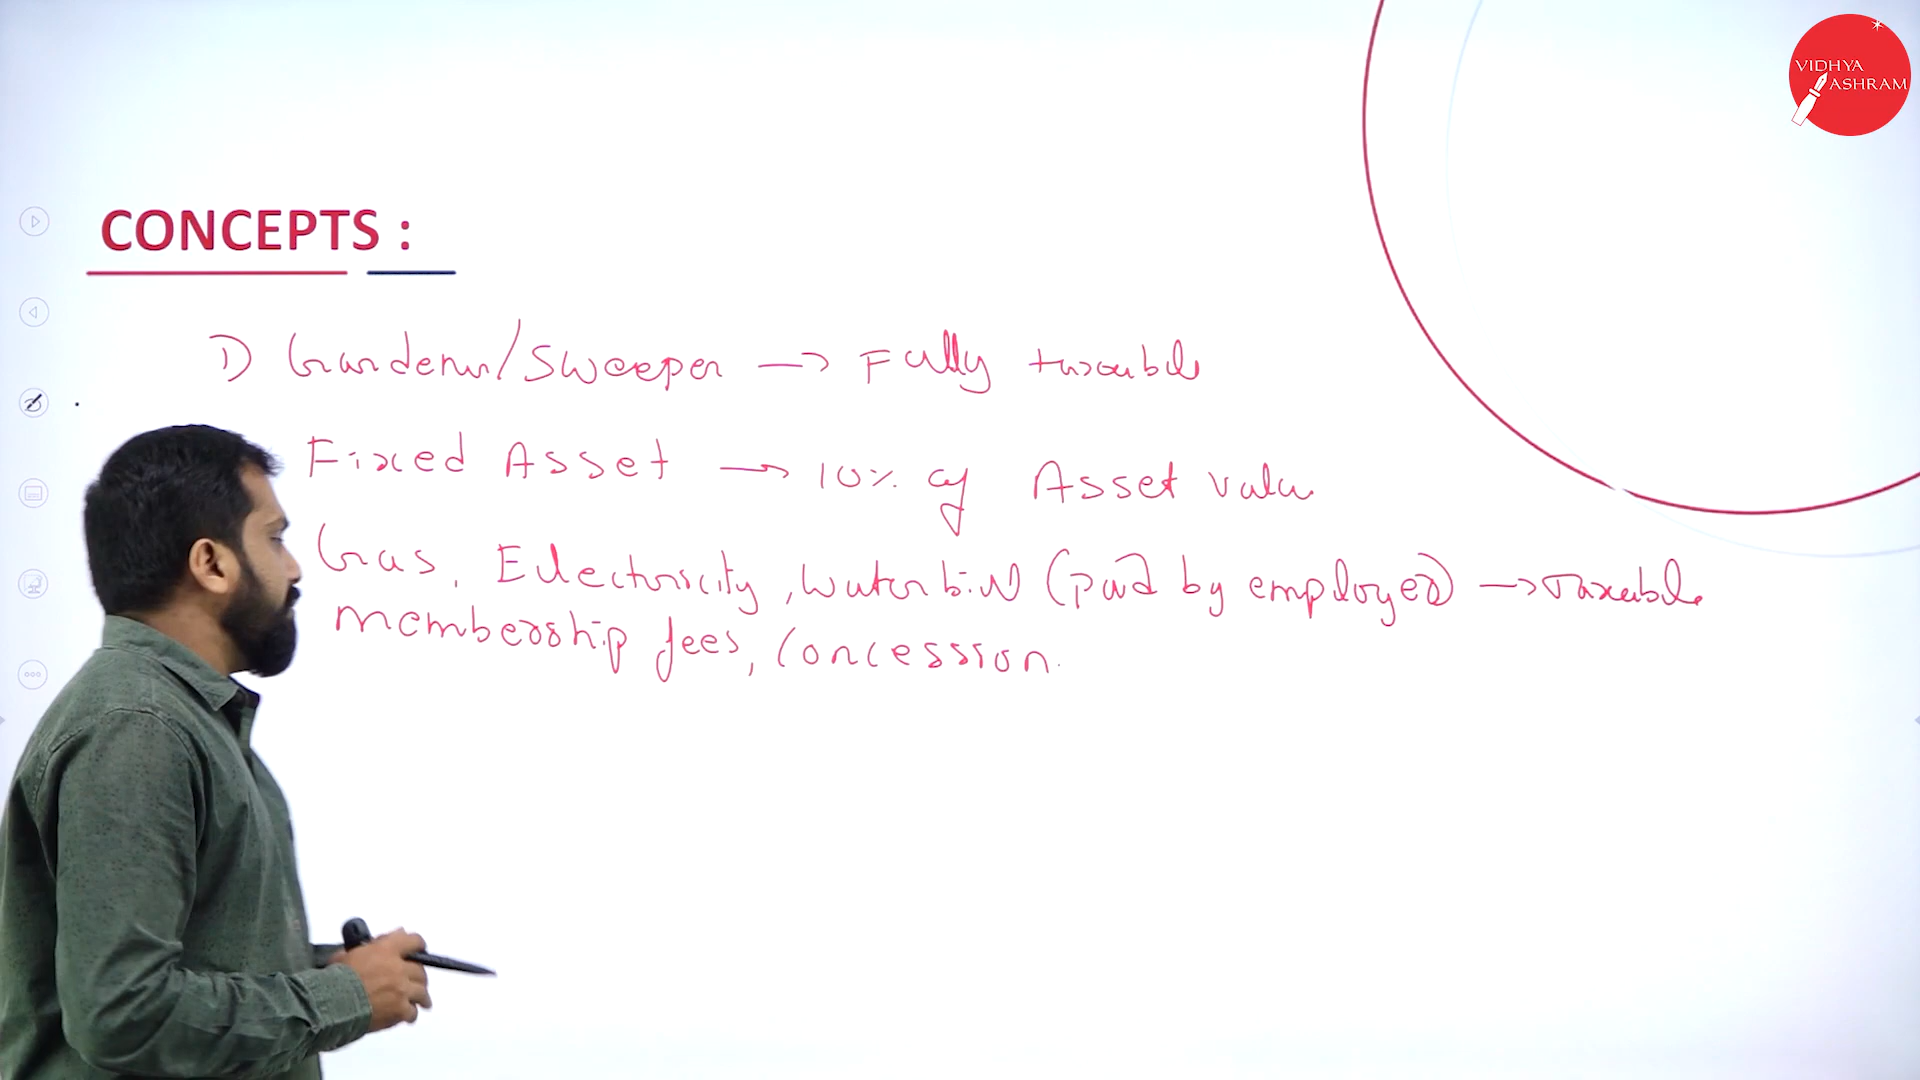 VIDHYA
ASHRAM
CONCEPTS :
1) Gardener/Sweeper → Fully taxable
Fixed Asset → 10% of Asset value
Gas, Electricity, Water bill (paid by employer) → Taxable
membership fees, Concession.